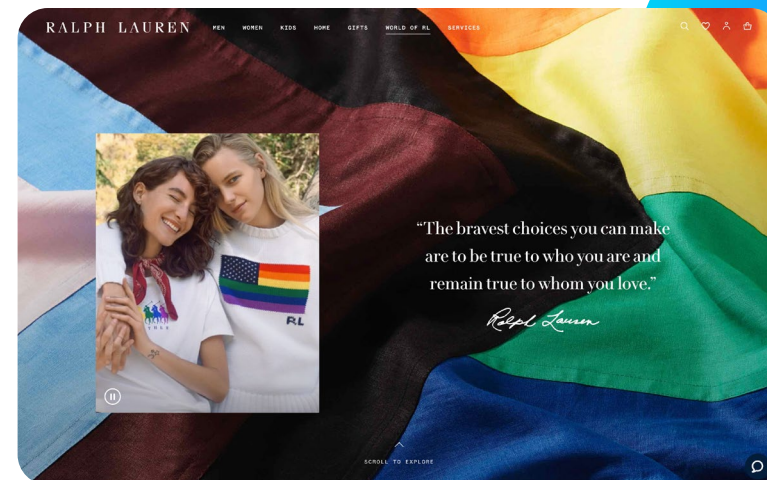 RALPH LAUREN
MEN WOMEN KIDS HOME GIFTS WORLD OF RL SERVICES
“The bravest choices you can make
are to be true to who you are and
remain true to whom you love.”
Ralph Lauren
RL
SCROLL TO EXPLORE